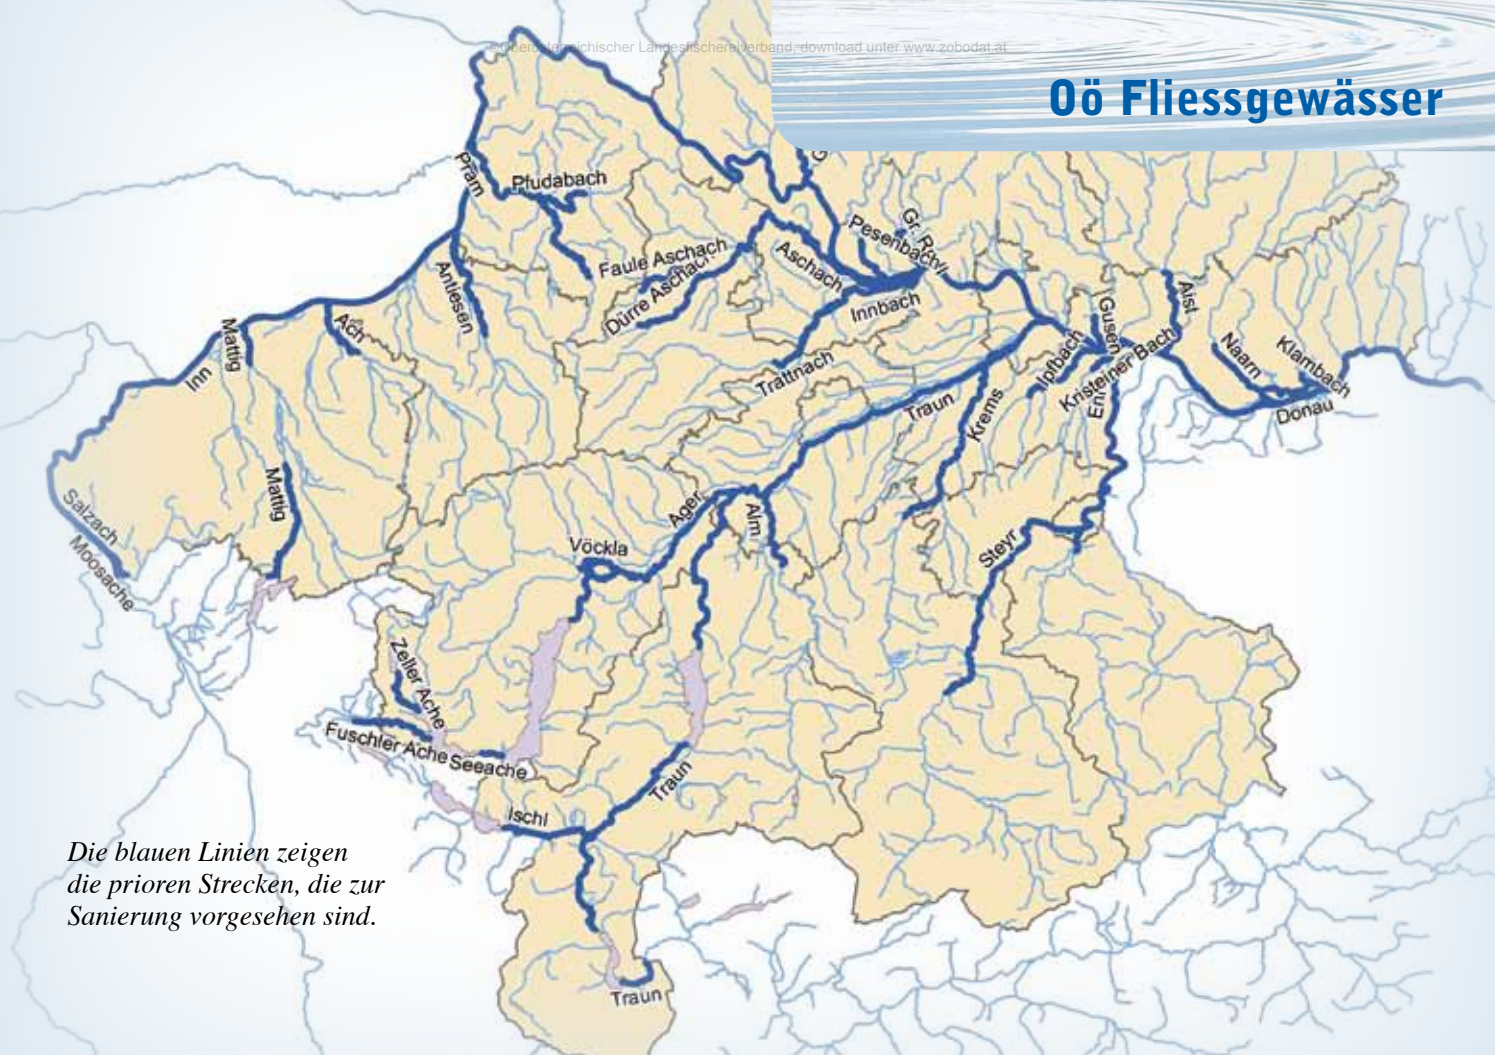 ©Oberösterreichischer Landesfischereiverband, download unter www.zobodat.at
Oö Fliessgewässer
Pram
Pfudabach
Gr. R
Pesenbach
Faule Aschach
Aschach
Dürre Aschach
Antiesen
Innbach
Alst
Gusen
Mattig
Ach
Naarn
Klambach
Ipfbach
Kristeiner Bach
Trattnach
Inn
Traun
Krems
Donau
Mattig
Salzach
Ager
Alm
Vöckla
Steyr
Moosache
Zeller Ache
Fuschler Ache
Seeache
Traun
Ischl
Die blauen Linien zeigen
die prioren Strecken, die zur
Sanierung vorgesehen sind.
Traun